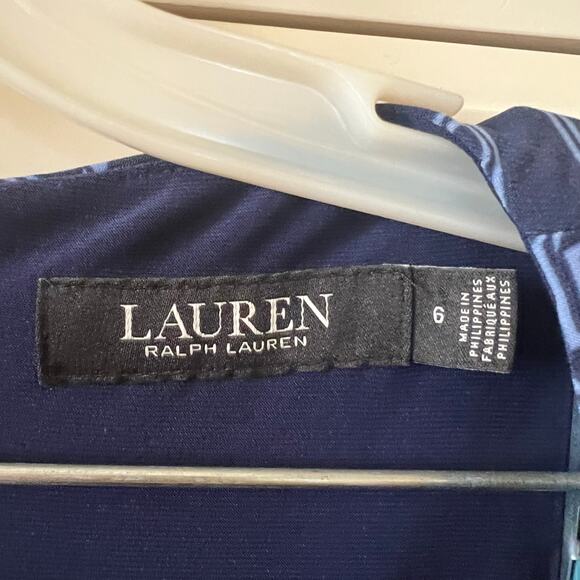 LAUREN
RALPH LAUREN
6
MADE IN
PHILIPPINES
FABRIQUÉ AUX
PHILIPPINES